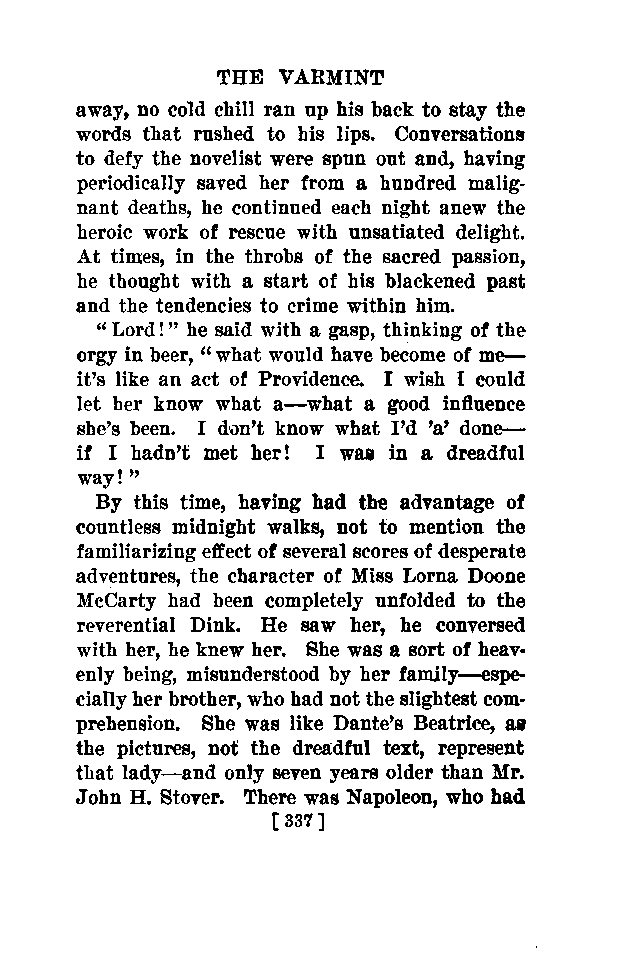 THE VARMINT
away, no cold chill ran up his back to stay the
words that rushed to his lips. Conversations
to defy the novelist were spun out and, having
periodically saved her from a hundred malig-
nant deaths, he continued each night anew the
heroic work of rescue with unsatiated delight.
At times, in the throbs of the sacred passion,
he thought with a start of his blackened past
and the tendencies to crime within him.
“Lord!” he said with a gasp, thinking of the
orgy in beer, “what would have become of me—
it's like an act of Providence. I wish I could
let her know what a—what a good influence
she's been. I don't know what I'd 'a' done—
if I hadn't met her! I was in a dreadful
way!”
By this time, having had the advantage of
countless midnight walks, not to mention the
familiarizing effect of several scores of desperate
adventures, the character of Miss Lorna Doone
McCarty had been completely unfolded to the
reverential Dink. He saw her, he conversed
with her, he knew her. She was a sort of heav-
enly being, misunderstood by her family—espe-
cially her brother, who had not the slightest com-
prehension. She was like Dante's Beatrice, as
the pictures, not the dreadful text, represent
that lady—and only seven years older than Mr.
John H. Stover. There was Napoleon, who had
[337]